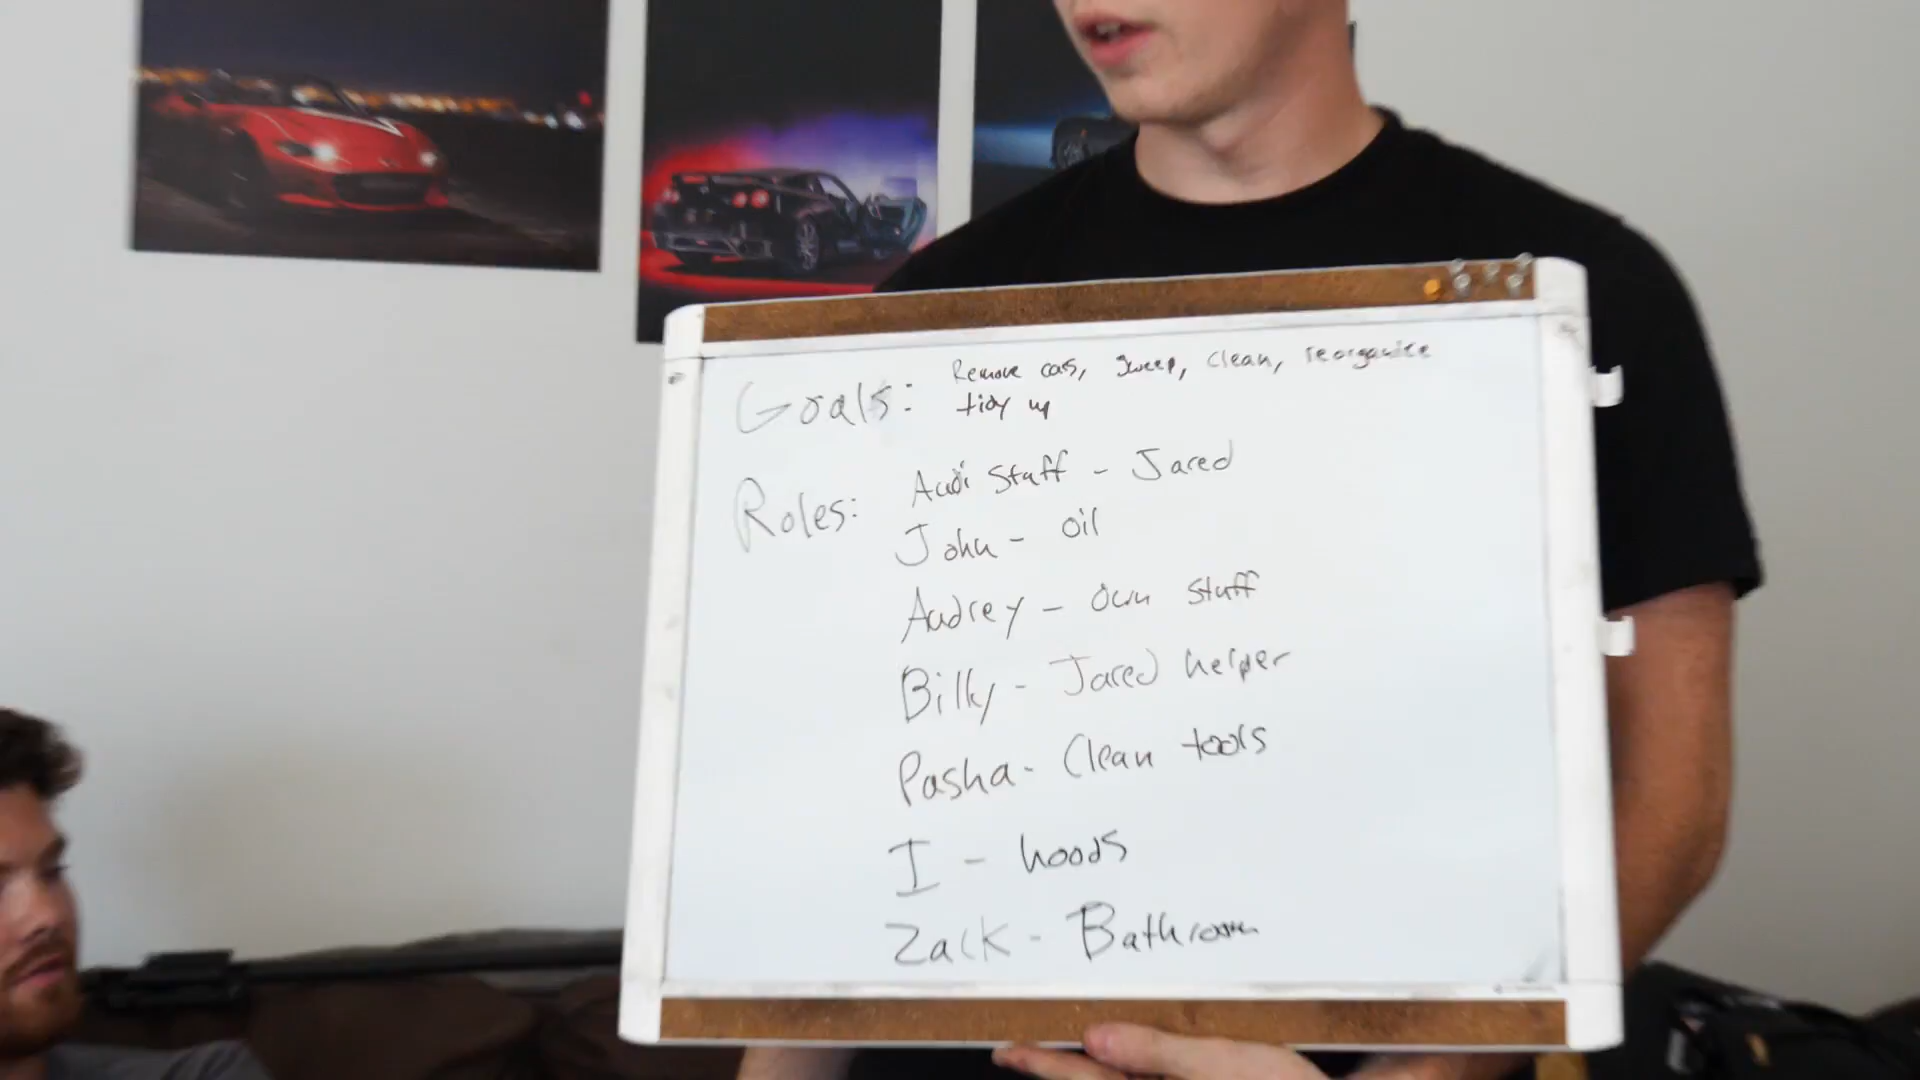 Goals: Remove cars, Sweep, Clean, reorganize
tidy up
Roles: Audi Stuff - Jared
John - oil
Audrey - own stuff
Billy - Jared helper
Pasha - Clean tools
I - hoods
Zack - Bathroom